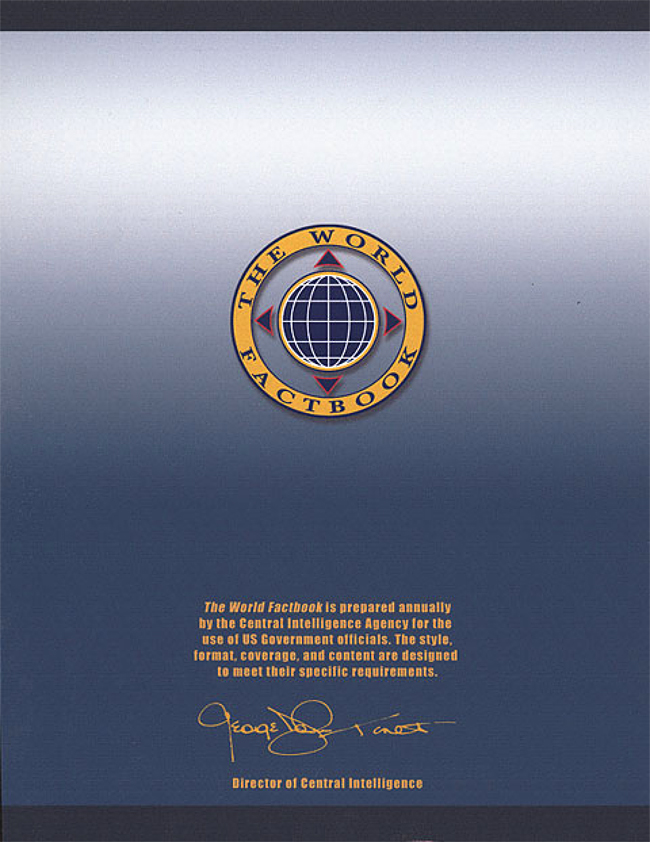 THE WORLD
FACTBOOK
The World Factbook is prepared annually
by the Central Intelligence Agency for the
use of US Government officials. The style,
format, coverage, and content are designed
to meet their specific requirements.
George J. Tenet
Director of Central Intelligence